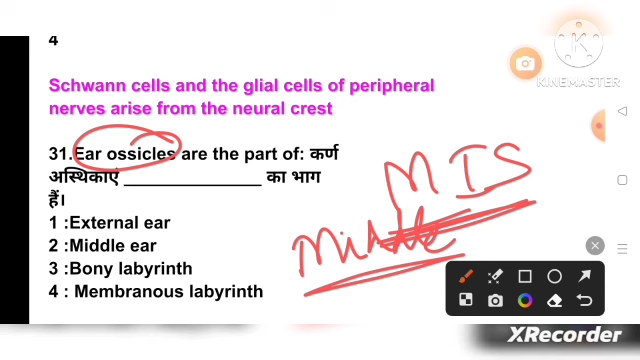 4
KINEMASTER
Schwann cells and the glial cells of peripheral
nerves arise from the neural crest
31.Ear ossicles are the part of: कर्ण
अस्थिकाएं _______________ का भाग
हैं।
1 :External ear
2 :Middle ear
3 :Bony labyrinth
4 : Membranous labyrinth
MIS
Middle
XRecorder